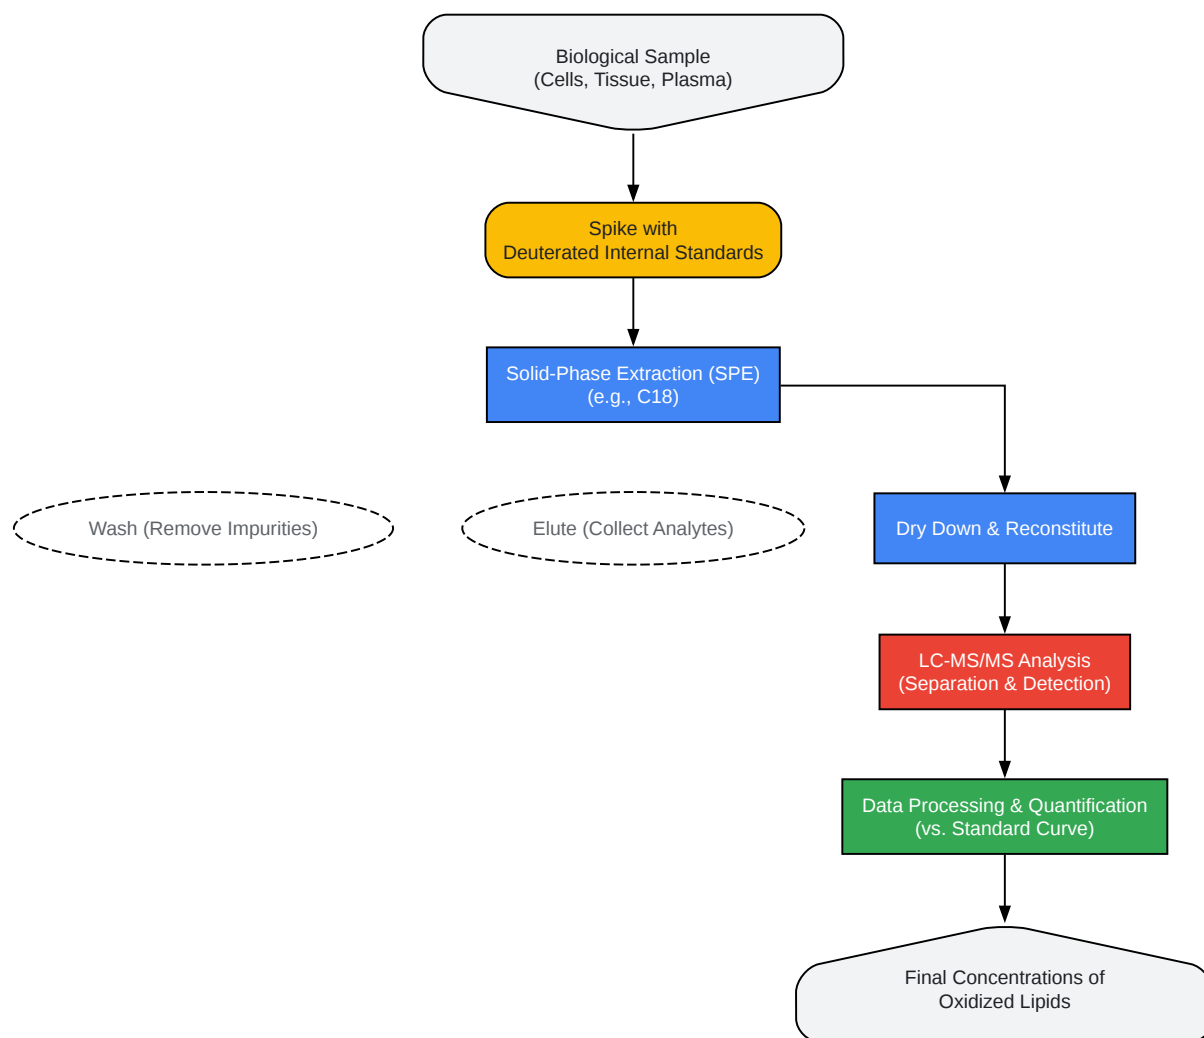 Biological Sample
(Cells, Tissue, Plasma)
Spike with
Deuterated Internal Standards
Solid-Phase Extraction (SPE)
(e.g., C18)
Wash (Remove Impurities)
Elute (Collect Analytes)
Dry Down & Reconstitute
LC-MS/MS Analysis
(Separation & Detection)
Data Processing & Quantification
(vs. Standard Curve)
Final Concentrations of
Oxidized Lipids